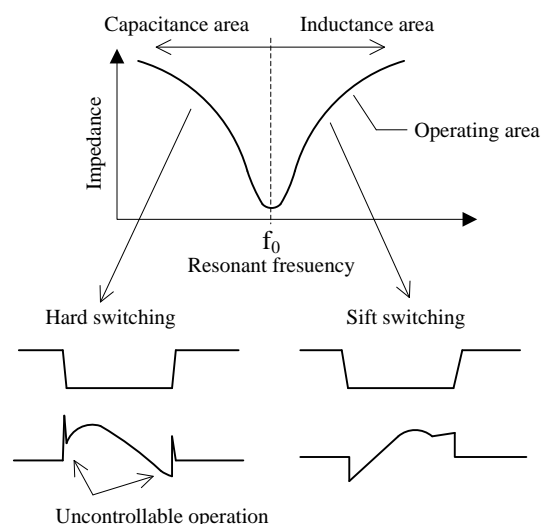 Capacitance area
Inductance area
Impedance
Operating area
f0
Resonant fresuency
Hard switching
Sift switching
Uncontrollable operation